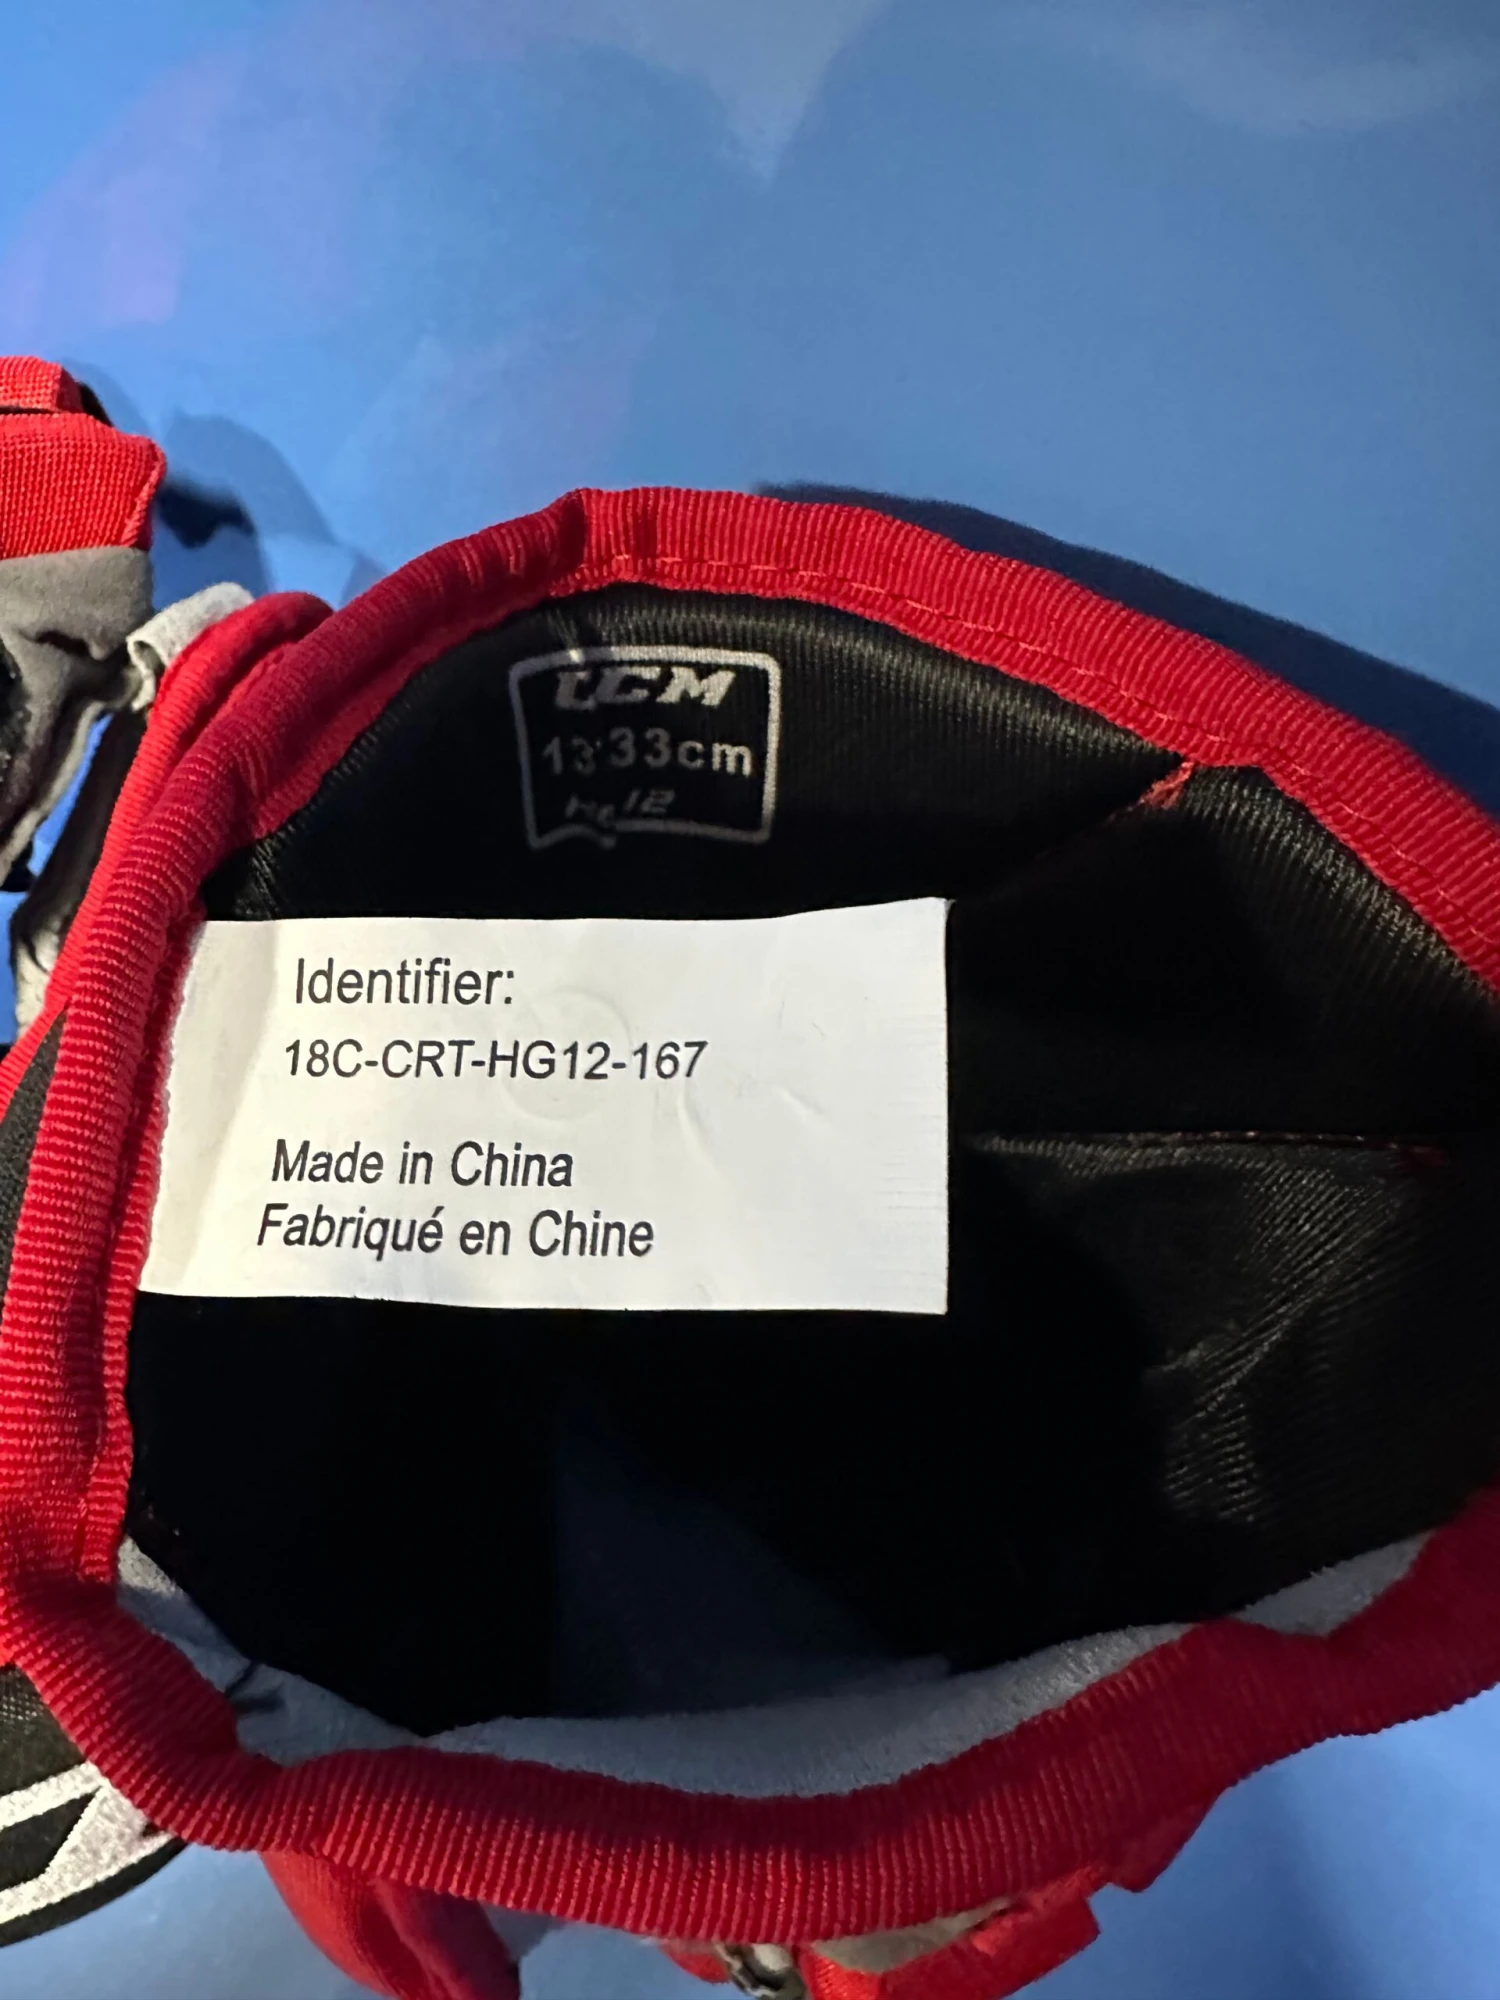 CCM
13"33cm
HG12
Identifier:
18C-CRT-HG12-167
Made in China
Fabriqué en Chine